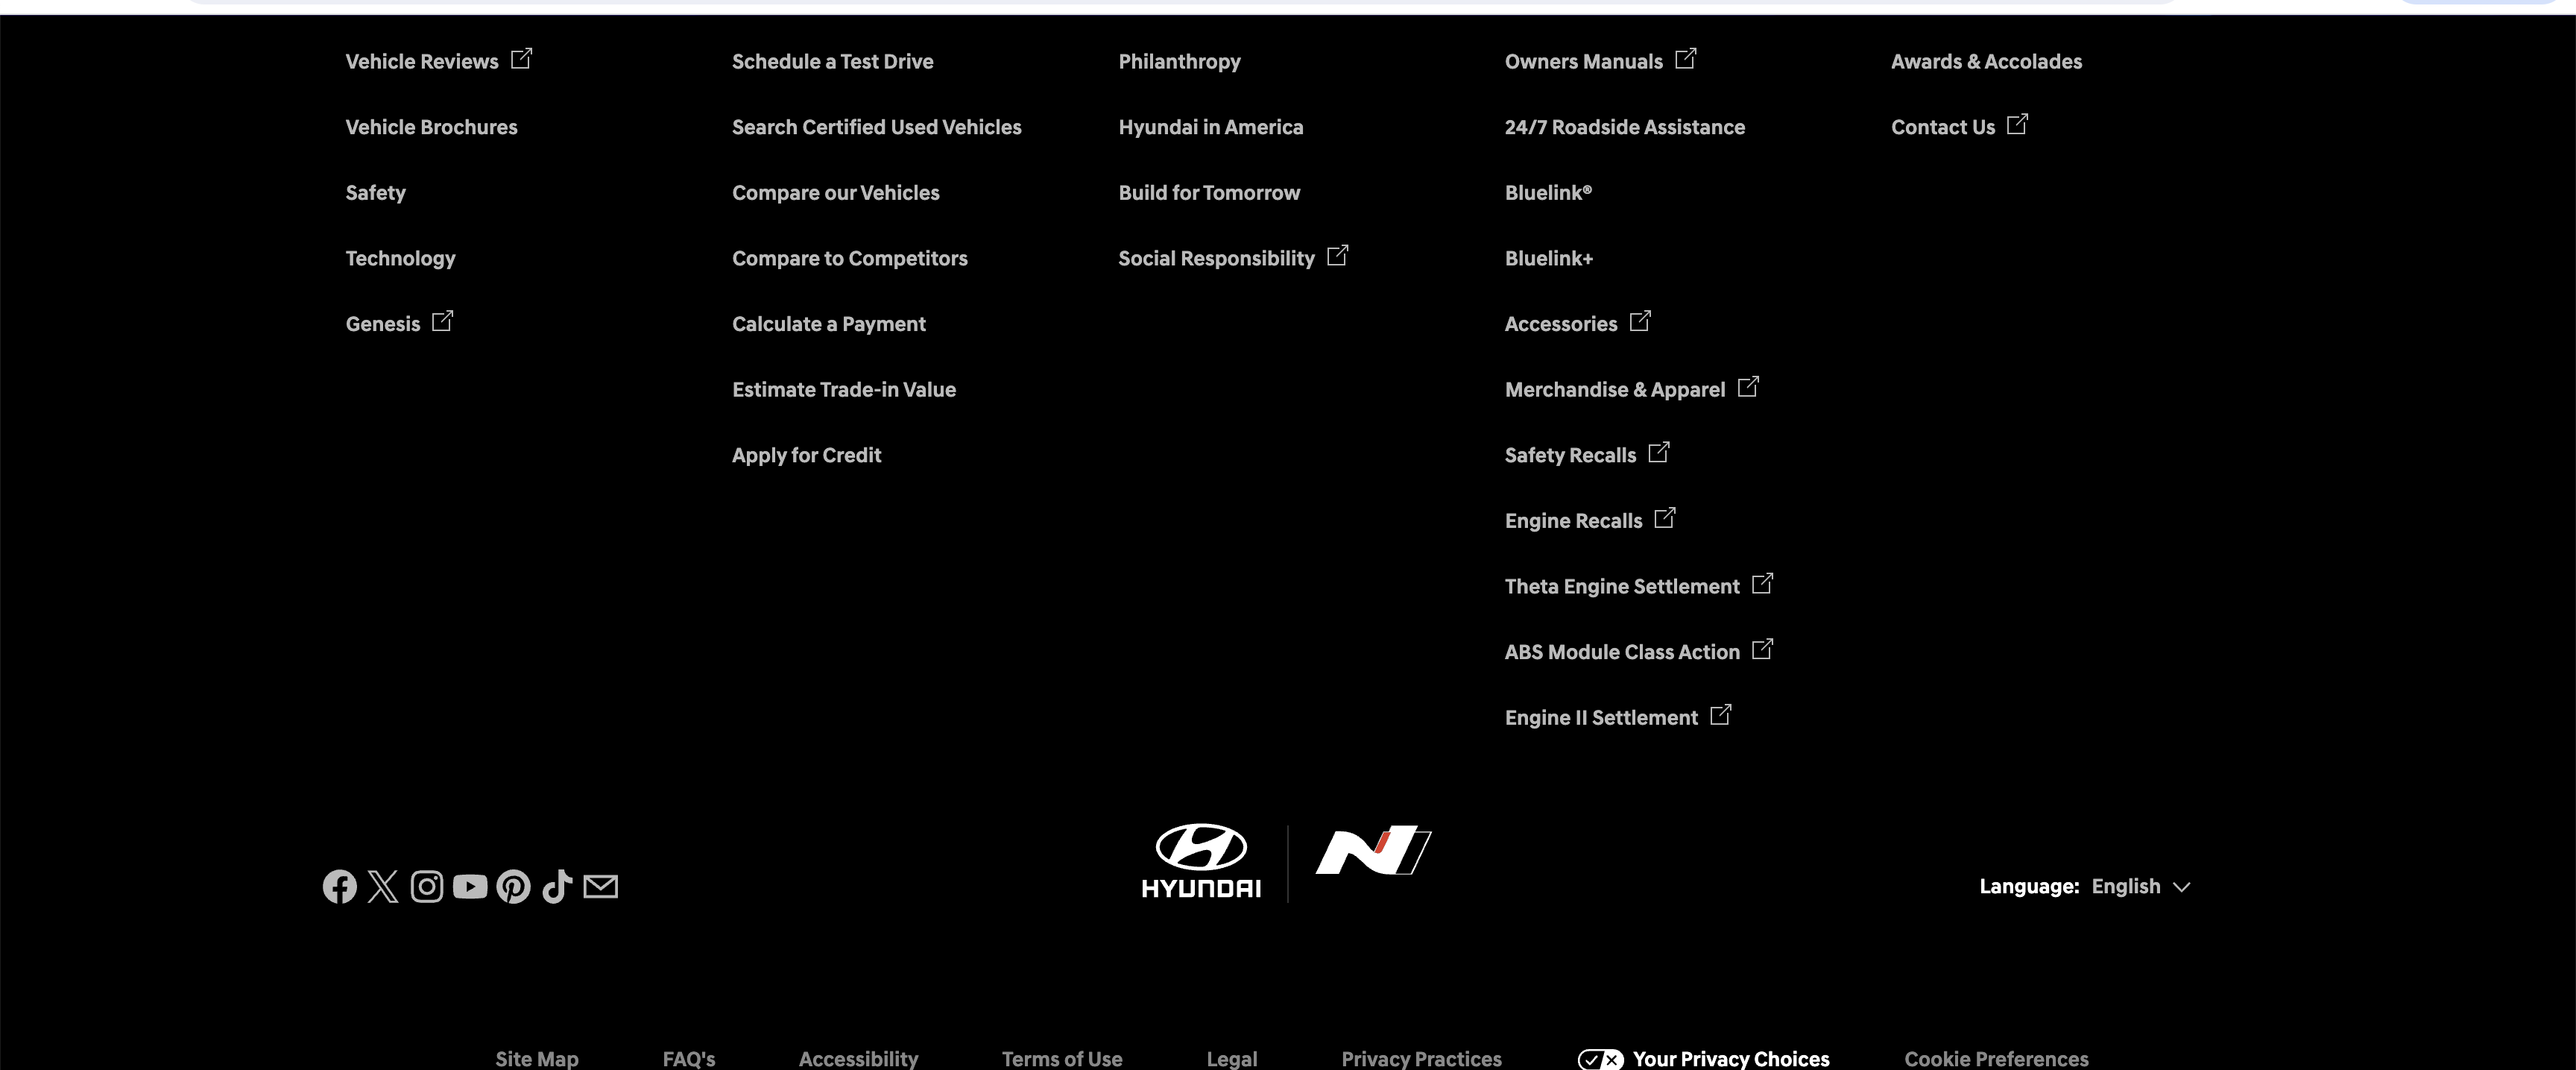 Vehicle Reviews
Vehicle Brochures
Safety
Technology
Genesis
Schedule a Test Drive
Search Certified Used Vehicles
Compare our Vehicles
Compare to Competitors
Calculate a Payment
Estimate Trade-in Value
Apply for Credit
Philanthropy
Hyundai in America
Build for Tomorrow
Social Responsibility
Owners Manuals
24/7 Roadside Assistance
Bluelink®
Bluelink+
Accessories
Merchandise & Apparel
Safety Recalls
Engine Recalls
Theta Engine Settlement
ABS Module Class Action
Engine II Settlement
Awards & Accolades
Contact Us
HYUNDAI
N
Language: English
Site Map
FAQ's
Accessibility
Terms of Use
Legal
Privacy Practices
Your Privacy Choices
Cookie Preferences